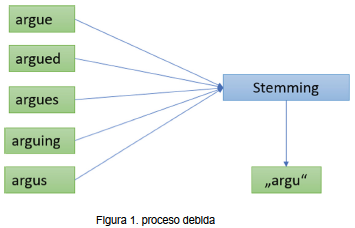 argue
argued
argues
arguing
argus
Stemming
„argu“
Figura 1. proceso debida